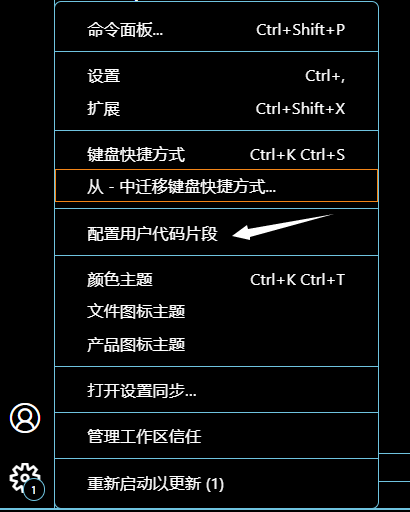 命令面板... Ctrl+Shift+P
设置 Ctrl+,
扩展 Ctrl+Shift+X
键盘快捷方式 Ctrl+K Ctrl+S
从 - 中迁移键盘快捷方式...
配置用户代码片段
颜色主题 Ctrl+K Ctrl+T
文件图标主题
产品图标主题
打开设置同步...
管理工作区信任
重新启动以更新 (1)
1